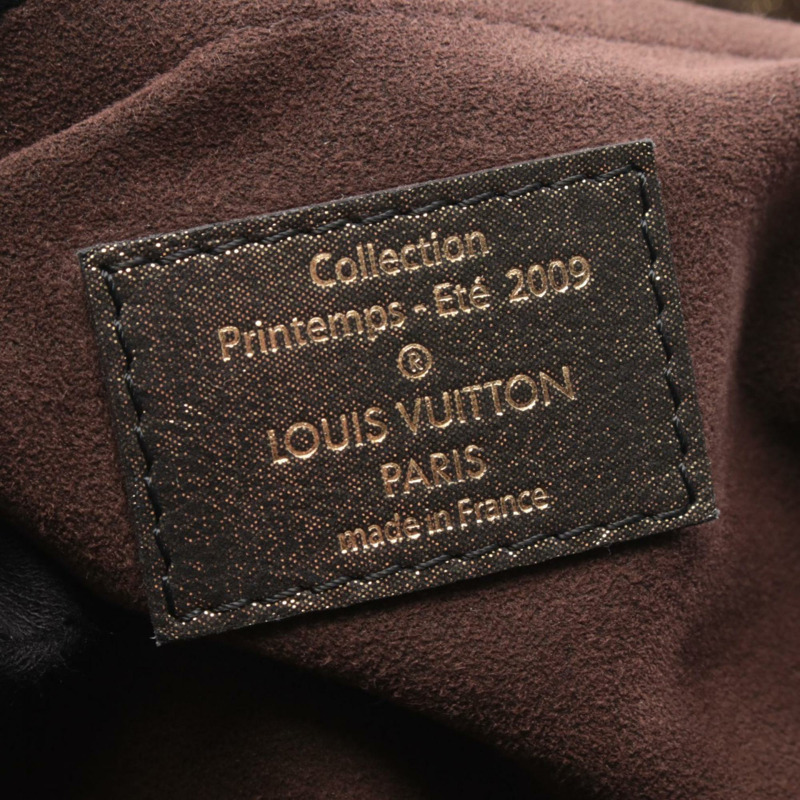 Collection
Printemps - Eté 2009
®
LOUIS VUITTON
PARIS
made in France